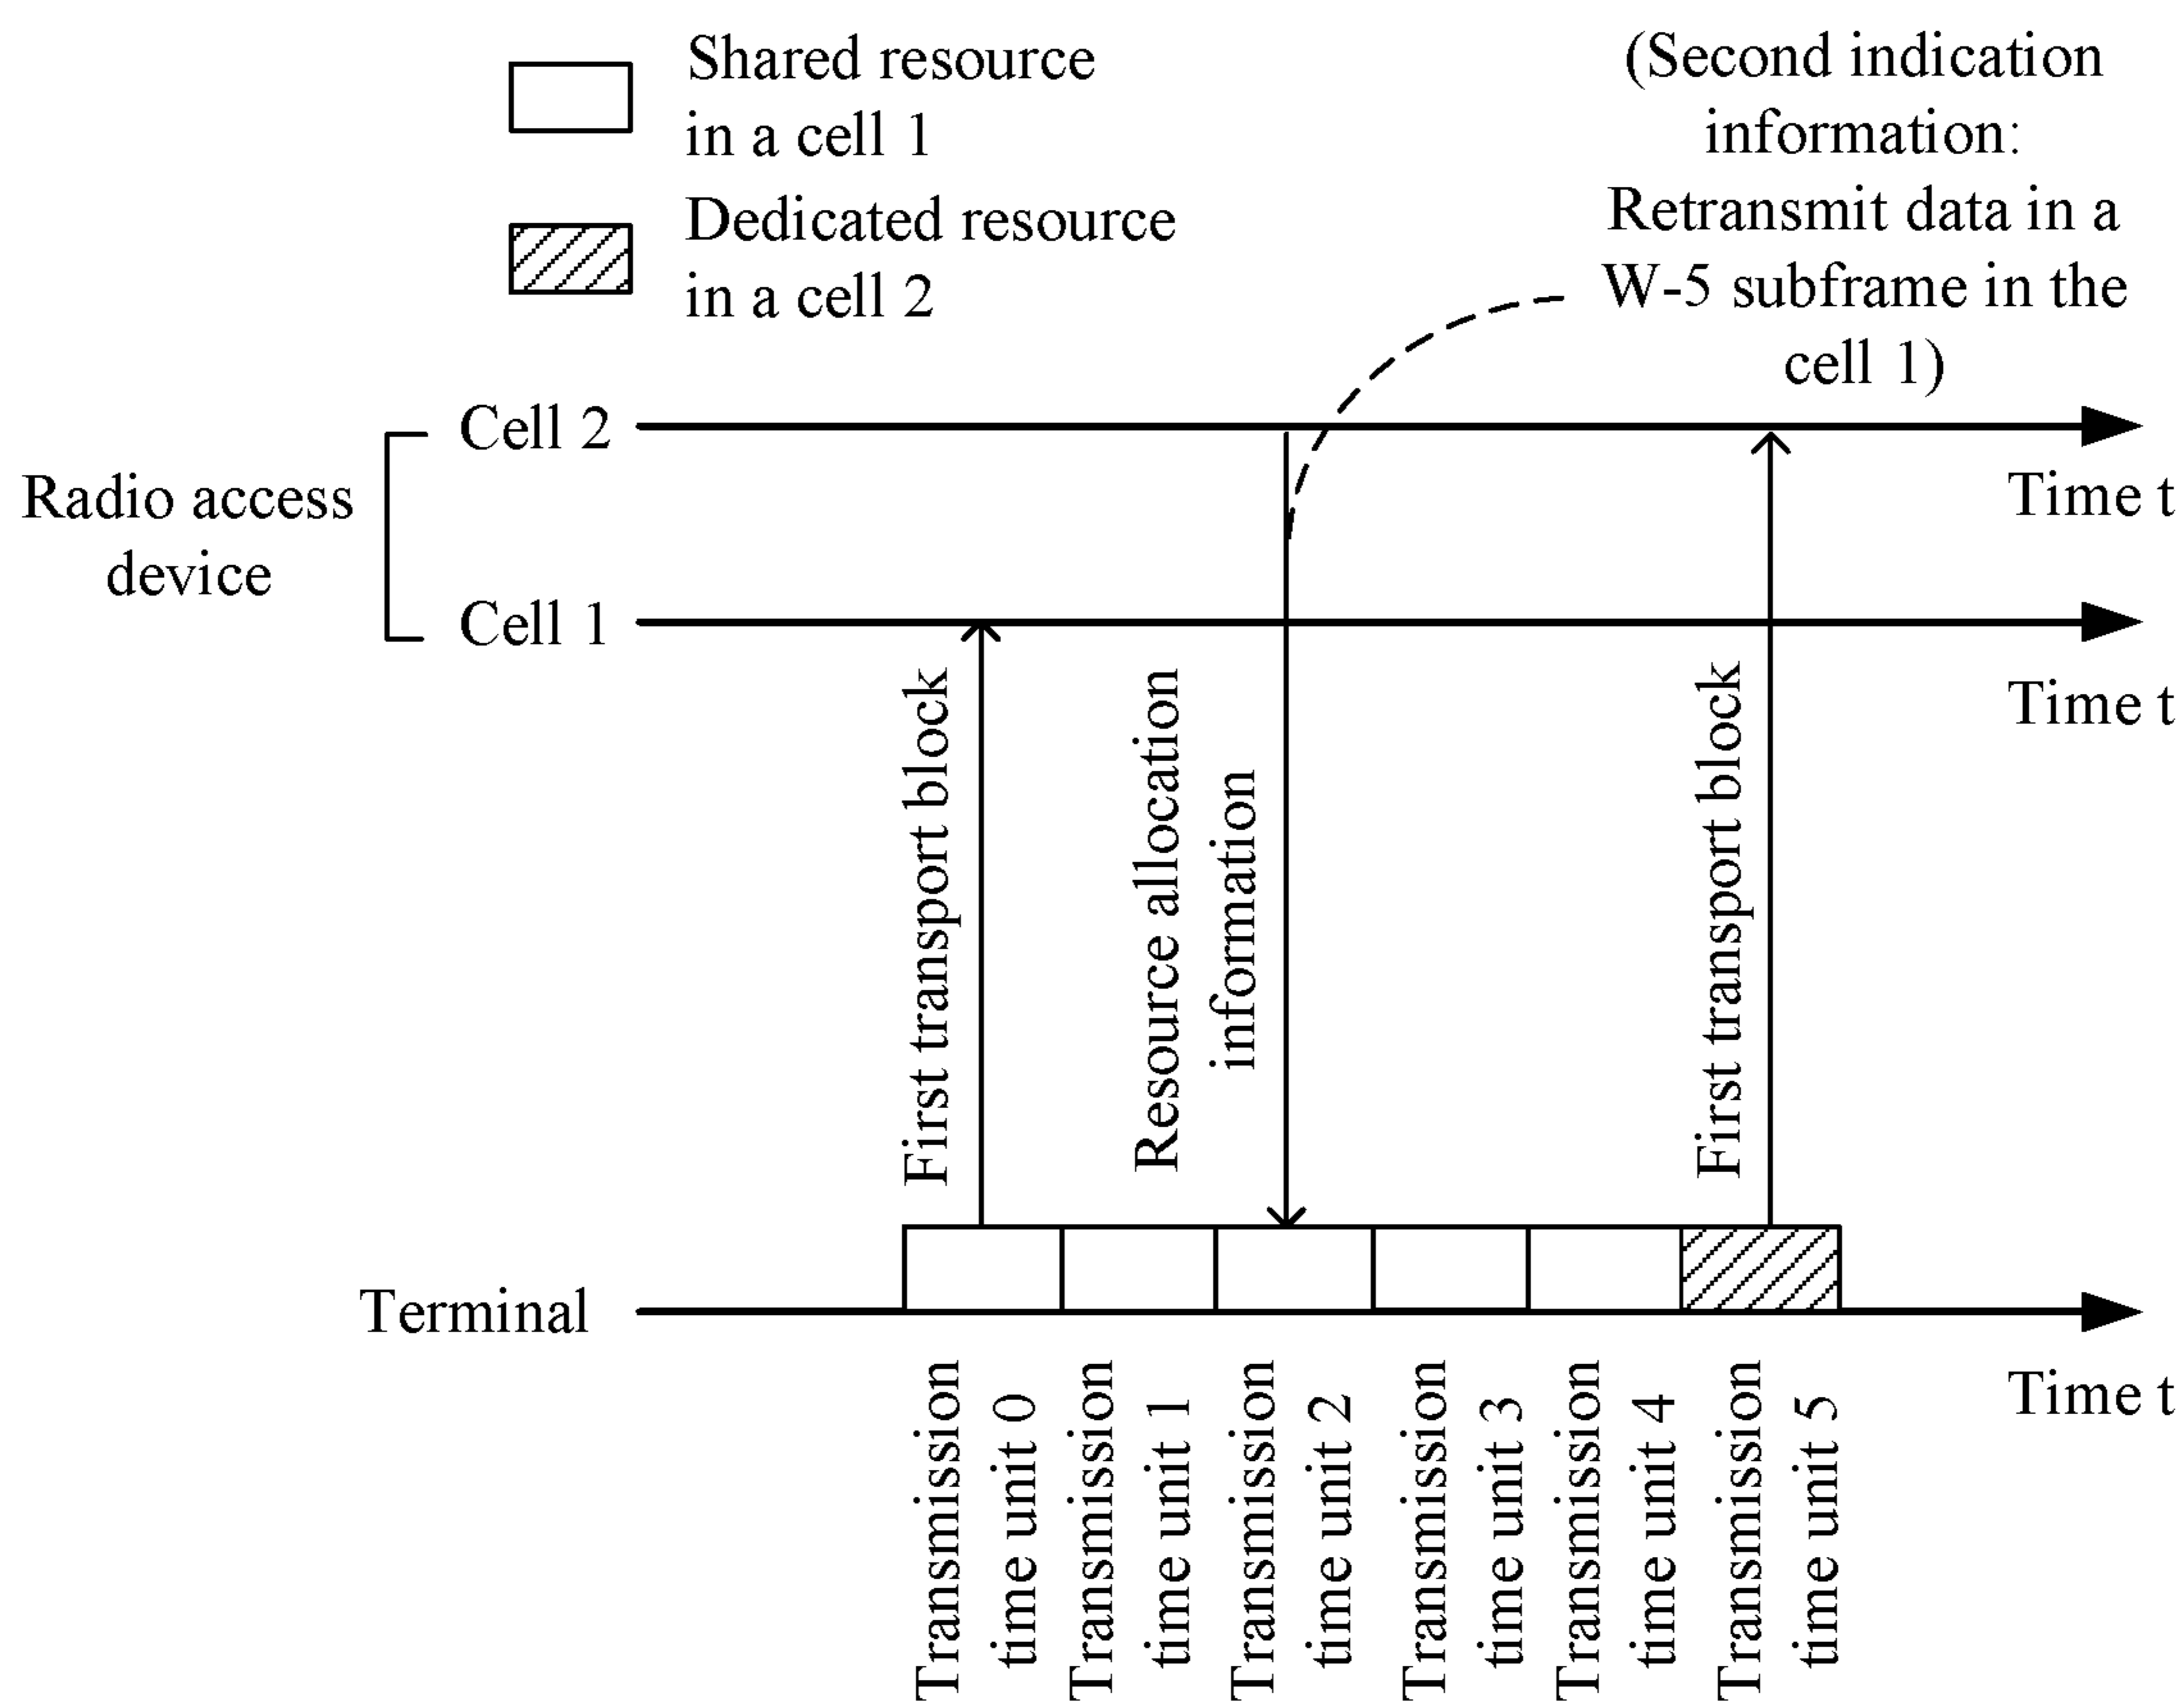 Shared resource
in a cell 1
Dedicated resource
in a cell 2
(Second indication
information:
Retransmit data in a
W-5 subframe in the
cell 1)
Radio access
device
Cell 2
Time t
Cell 1
Time t
First transport block
Resource allocation
information
First transport block
Terminal
Time t
Transmission
time unit 0
Transmission
time unit 1
Transmission
time unit 2
Transmission
time unit 3
Transmission
time unit 4
Transmission
time unit 5